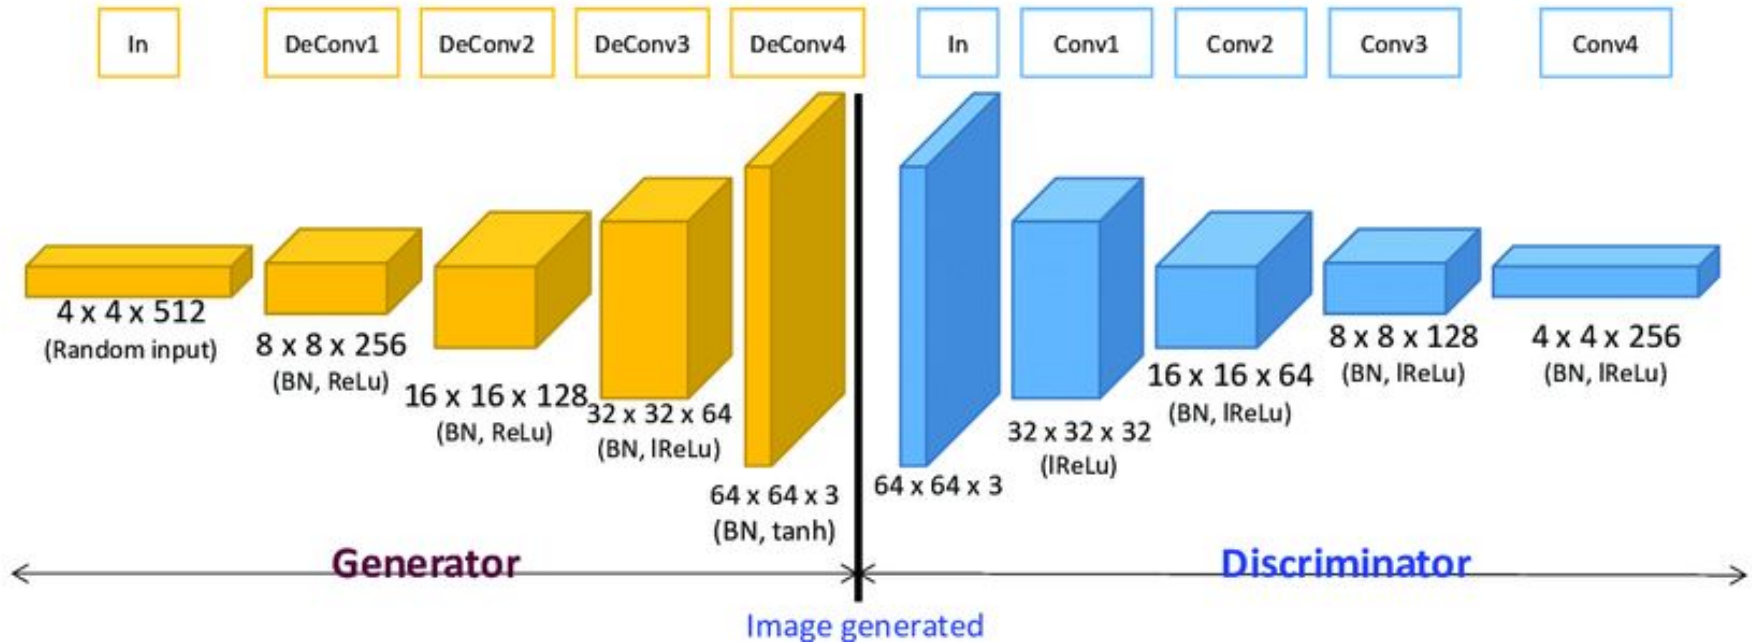 In
DeConv1
DeConv2
DeConv3
DeConv4
In
Conv1
Conv2
Conv3
Conv4
4 x 4 x 512
(Random input)
8 x 8 x 256
(BN, ReLu)
16 x 16 x 128
(BN, ReLu)
32 x 32 x 64
(BN, lReLu)
64 x 64 x 3
(BN, tanh)
64 x 64 x 3
32 x 32 x 32
(lReLu)
16 x 16 x 64
(BN, lReLu)
8 x 8 x 128
(BN, lReLu)
4 x 4 x 256
(BN, lReLu)
Generator
Discriminator
Image generated